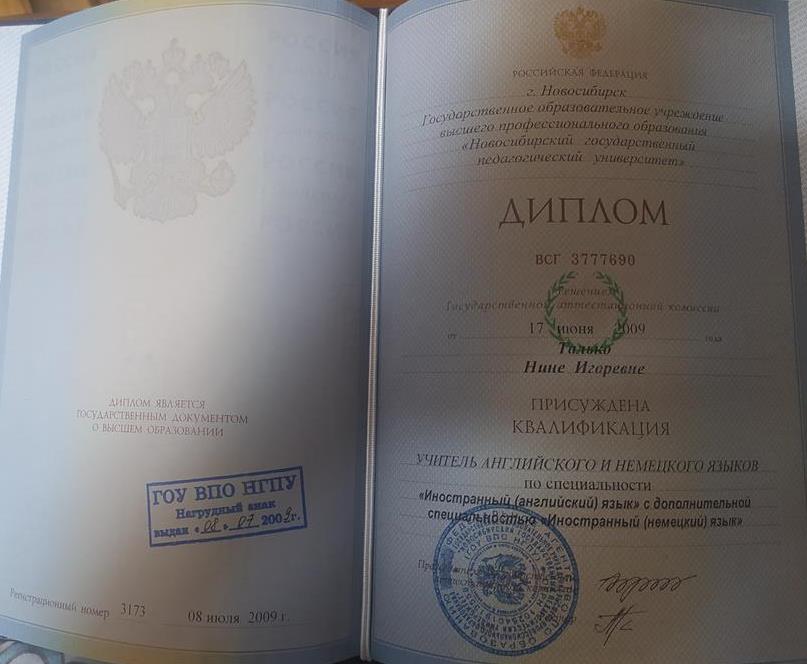 ДИПЛОМ ЯВЛЯЕТСЯ
ГОСУДАРСТВЕННЫМ ДОКУМЕНТОМ
О ВЫСШЕМ ОБРАЗОВАНИИ
ГОУ ВПО НГПУ
Нагрудный знак
выдан «08» 07 2009г.
Регистрационный номер 3173 08 июля 2009 г.
РОССИЙСКАЯ ФЕДЕРАЦИЯ
г. Новосибирск
Государственное образовательное учреждение
высшего профессионального образования
«Новосибирский государственный
педагогический университет»
ДИПЛОМ
ВСГ 3777690
Решением
Государственной аттестационной комиссии
от 17 июня 2009 года
Талько
Нине Игоревне
ПРИСУЖДЕНА
КВАЛИФИКАЦИЯ
УЧИТЕЛЬ АНГЛИЙСКОГО И НЕМЕЦКОГО ЯЗЫКОВ
по специальности
«Иностранный (английский) язык» с дополнительной
специальностью «Иностранный (немецкий) язык»